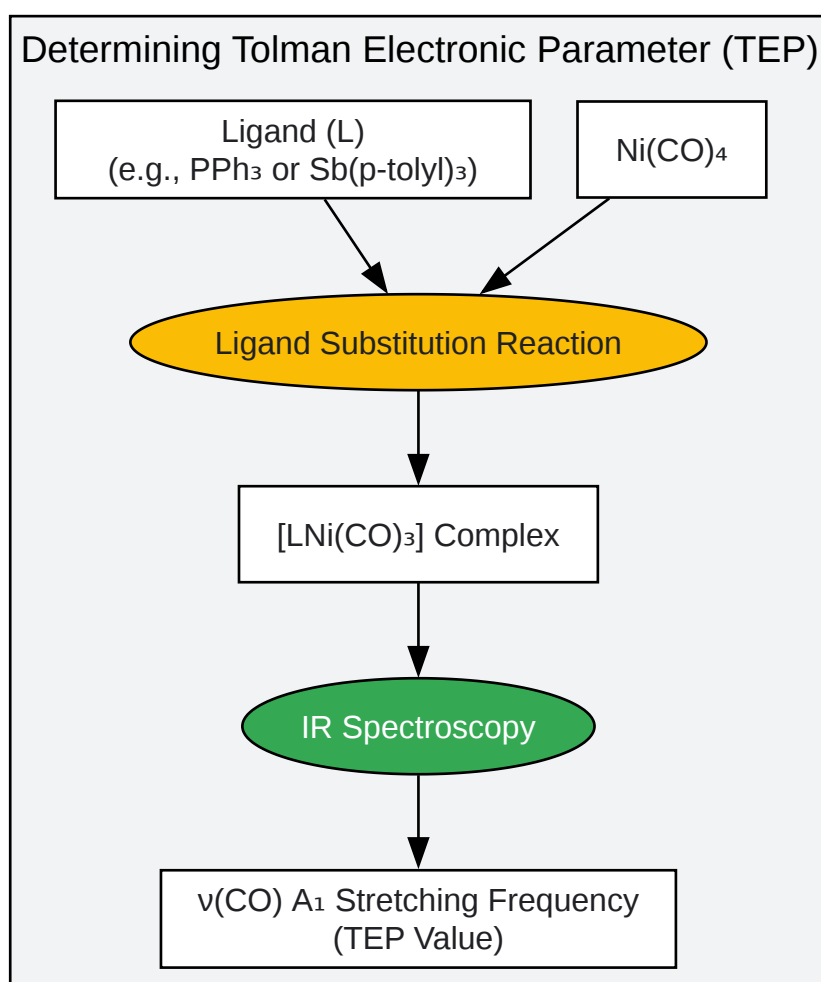 Determining Tolman Electronic Parameter (TEP)
Ligand (L)
(e.g., PPh₃ or Sb(p-tolyl)₃)
Ni(CO)₄
Ligand Substitution Reaction
[LNi(CO)₃] Complex
IR Spectroscopy
ν(CO) A₁ Stretching Frequency
(TEP Value)